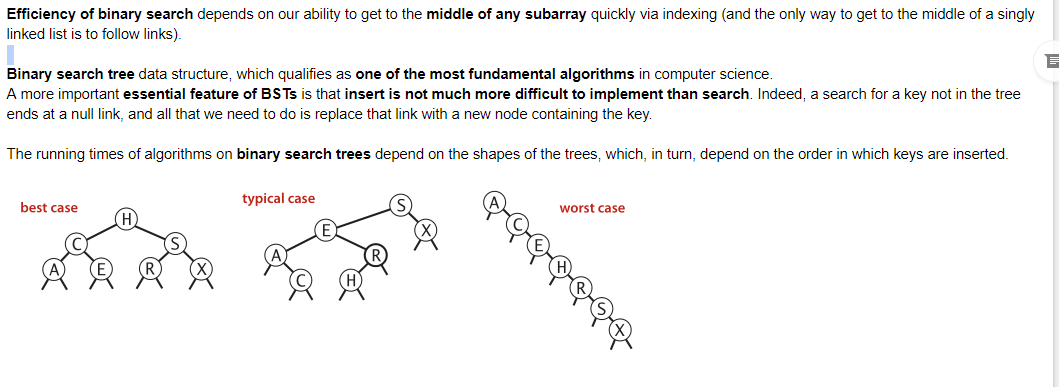 Efficiency of binary search depends on our ability to get to the middle of any subarray quickly via indexing (and the only way to get to the middle of a singly
linked list is to follow links).
Binary search tree data structure, which qualifies as one of the most fundamental algorithms in computer science.
A more important essential feature of BSTs is that insert is not much more difficult to implement than search. Indeed, a search for a key not in the tree
ends at a null link, and all that we need to do is replace that link with a new node containing the key.
The running times of algorithms on binary search trees depend on the shapes of the trees, which, in turn, depend on the order in which keys are inserted.
best case
H
C S
A E R X
typical case
S
E X
A R
C H
worst case
A
C
E
H
R
S
X